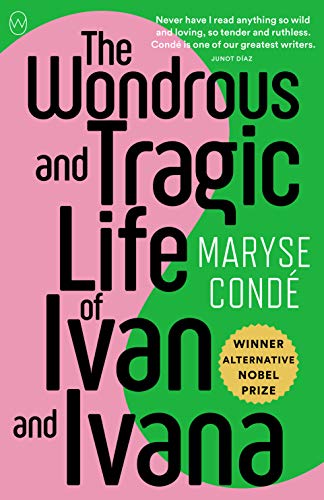 W
Never have I read anything so wild
and loving, so tender and ruthless.
Condé is one of our greatest writers.
JUNOT DÍAZ
The
Wondrous
and Tragic
Life
of
Ivan
and Ivana
MARYSE
CONDÉ
WINNER
ALTERNATIVE
NOBEL
PRIZE